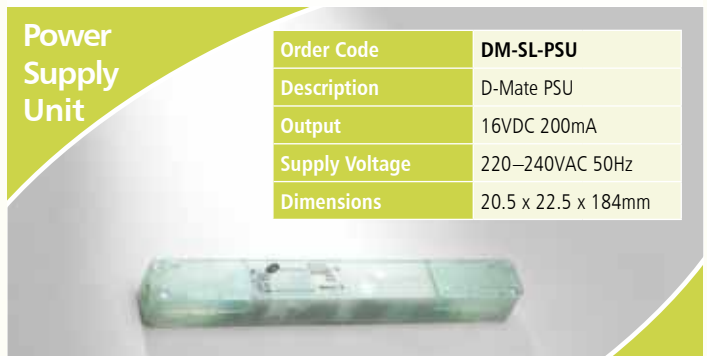 Power
Supply
Unit
Order Code DM-SL-PSU
Description D-Mate PSU
Output 16VDC 200mA
Supply Voltage 220–240VAC 50Hz
Dimensions 20.5 x 22.5 x 184mm